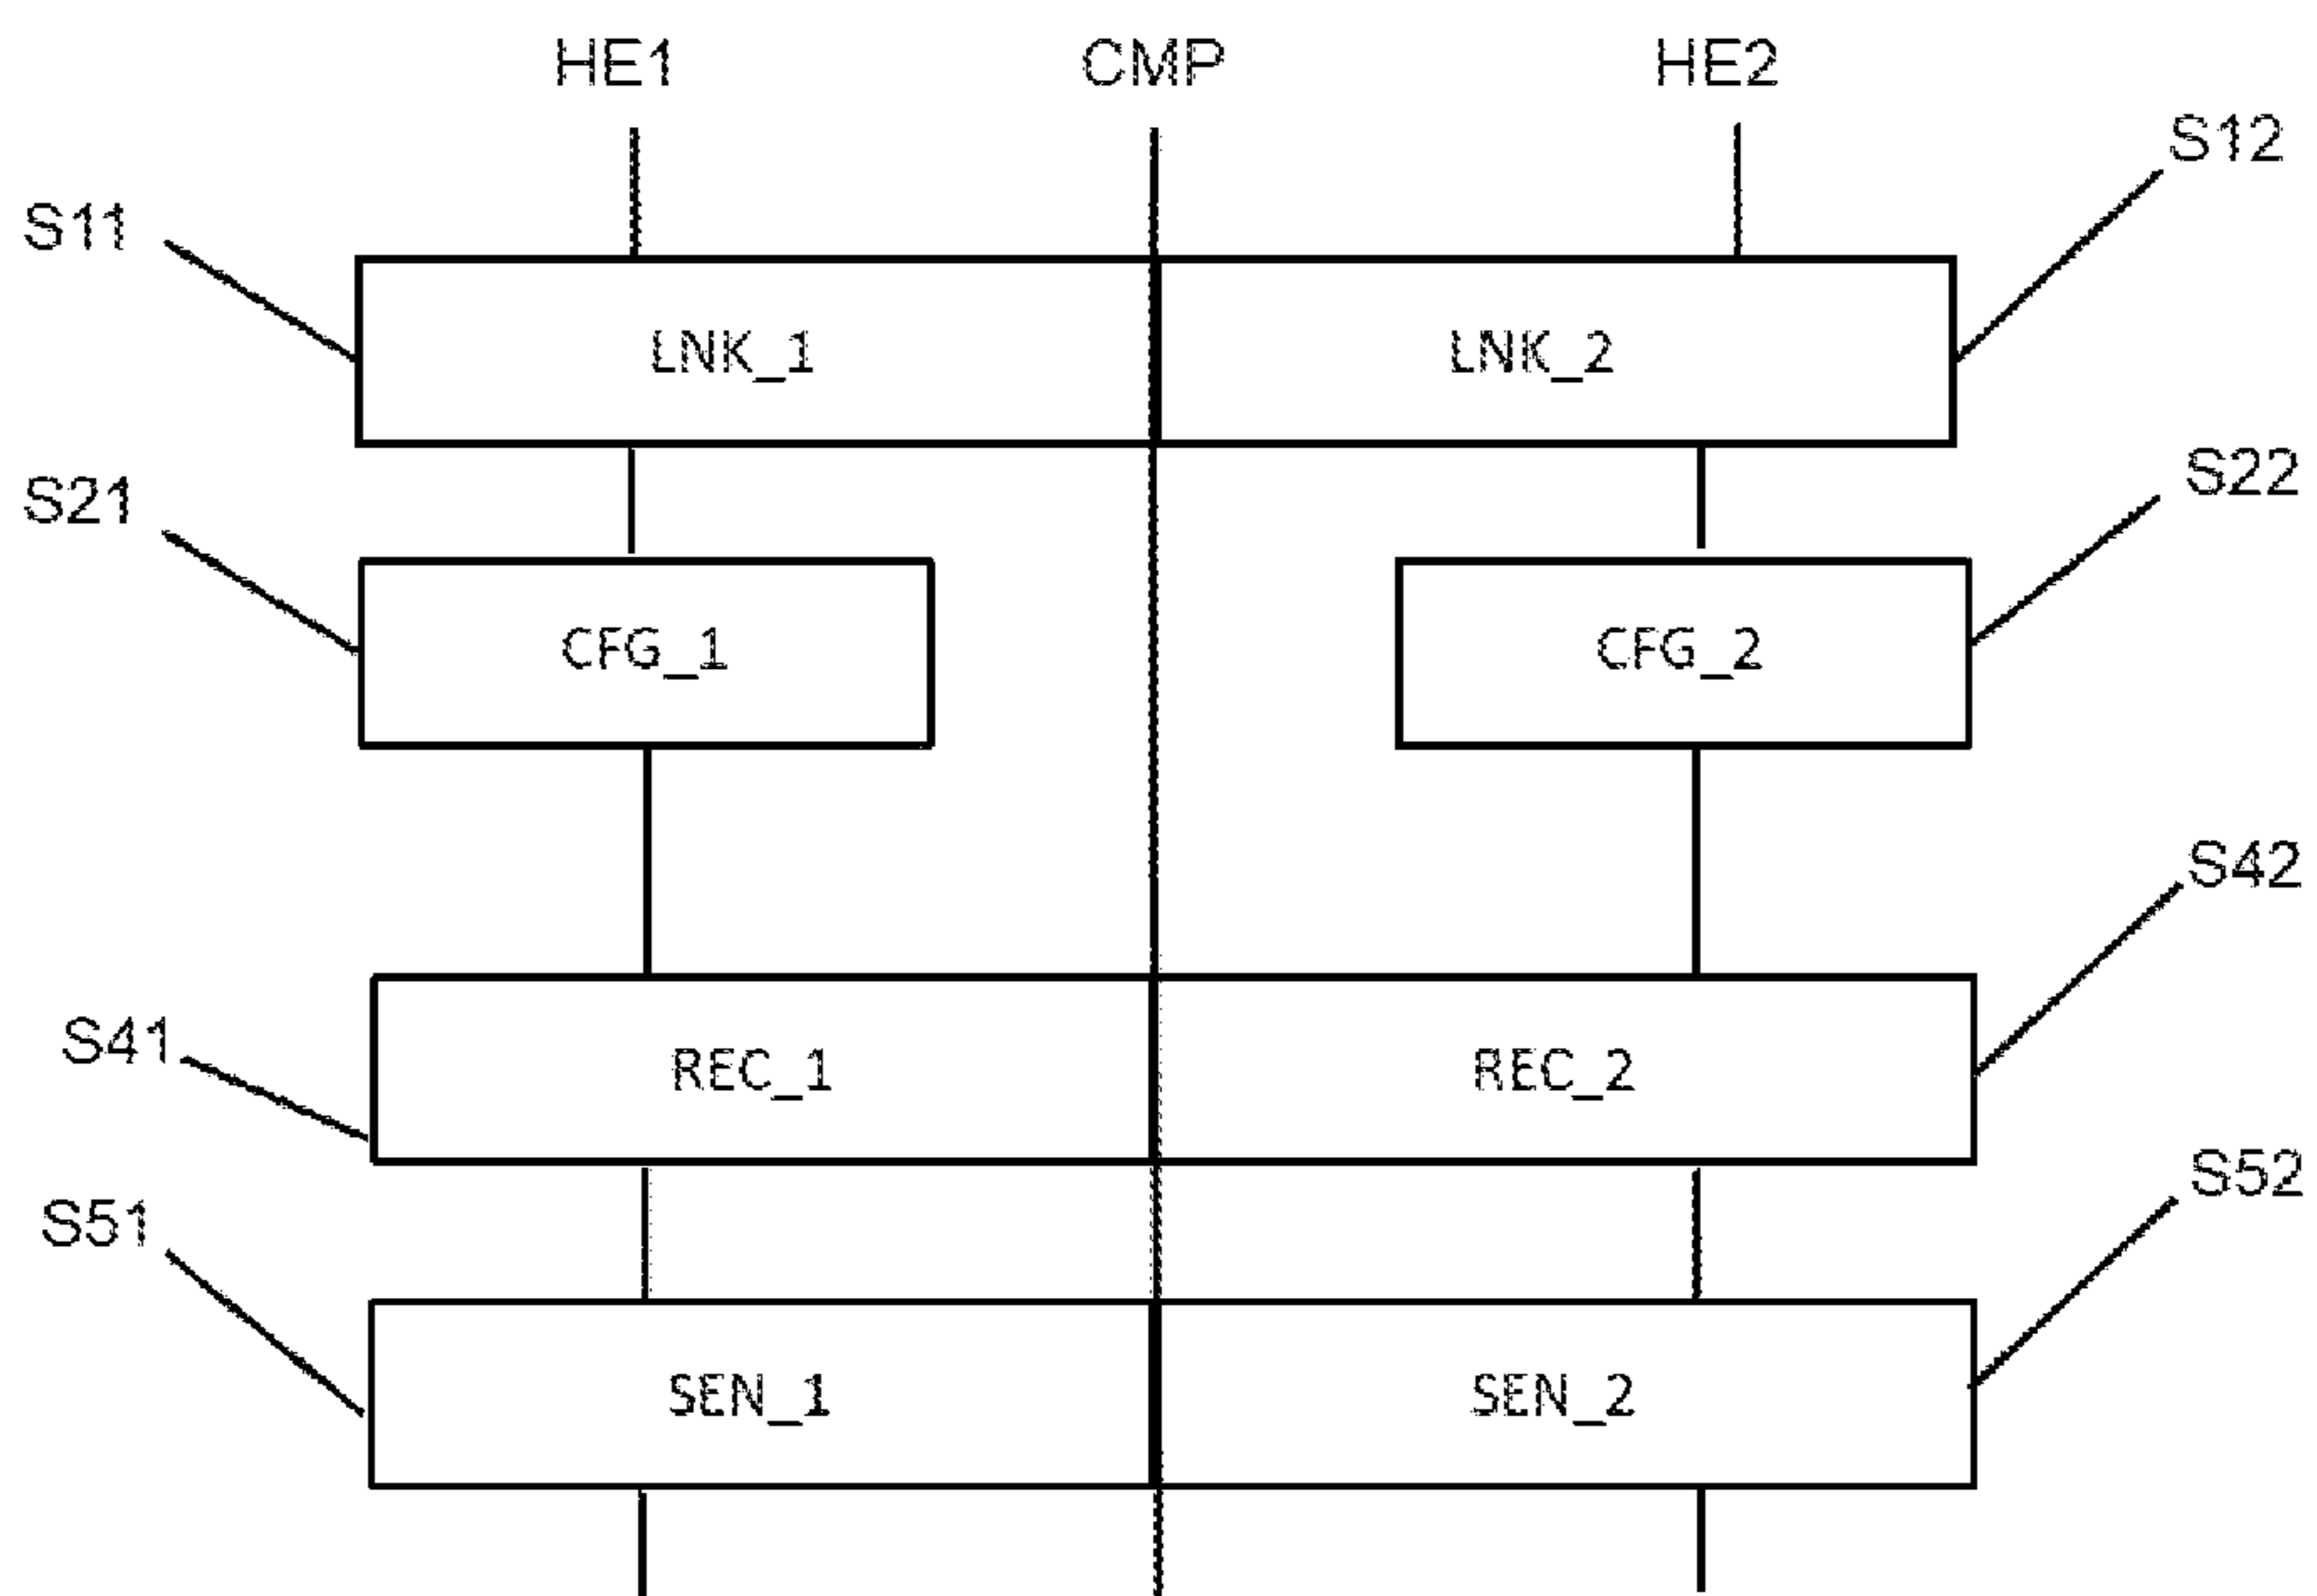 HE1 CMP HE2
S12
S11
LNK_1 LNK_2
S21 S22
CFG_1 CFG_2
S42
S41
REC_1 REC_2
S52
S51
SEN_1 SEN_2